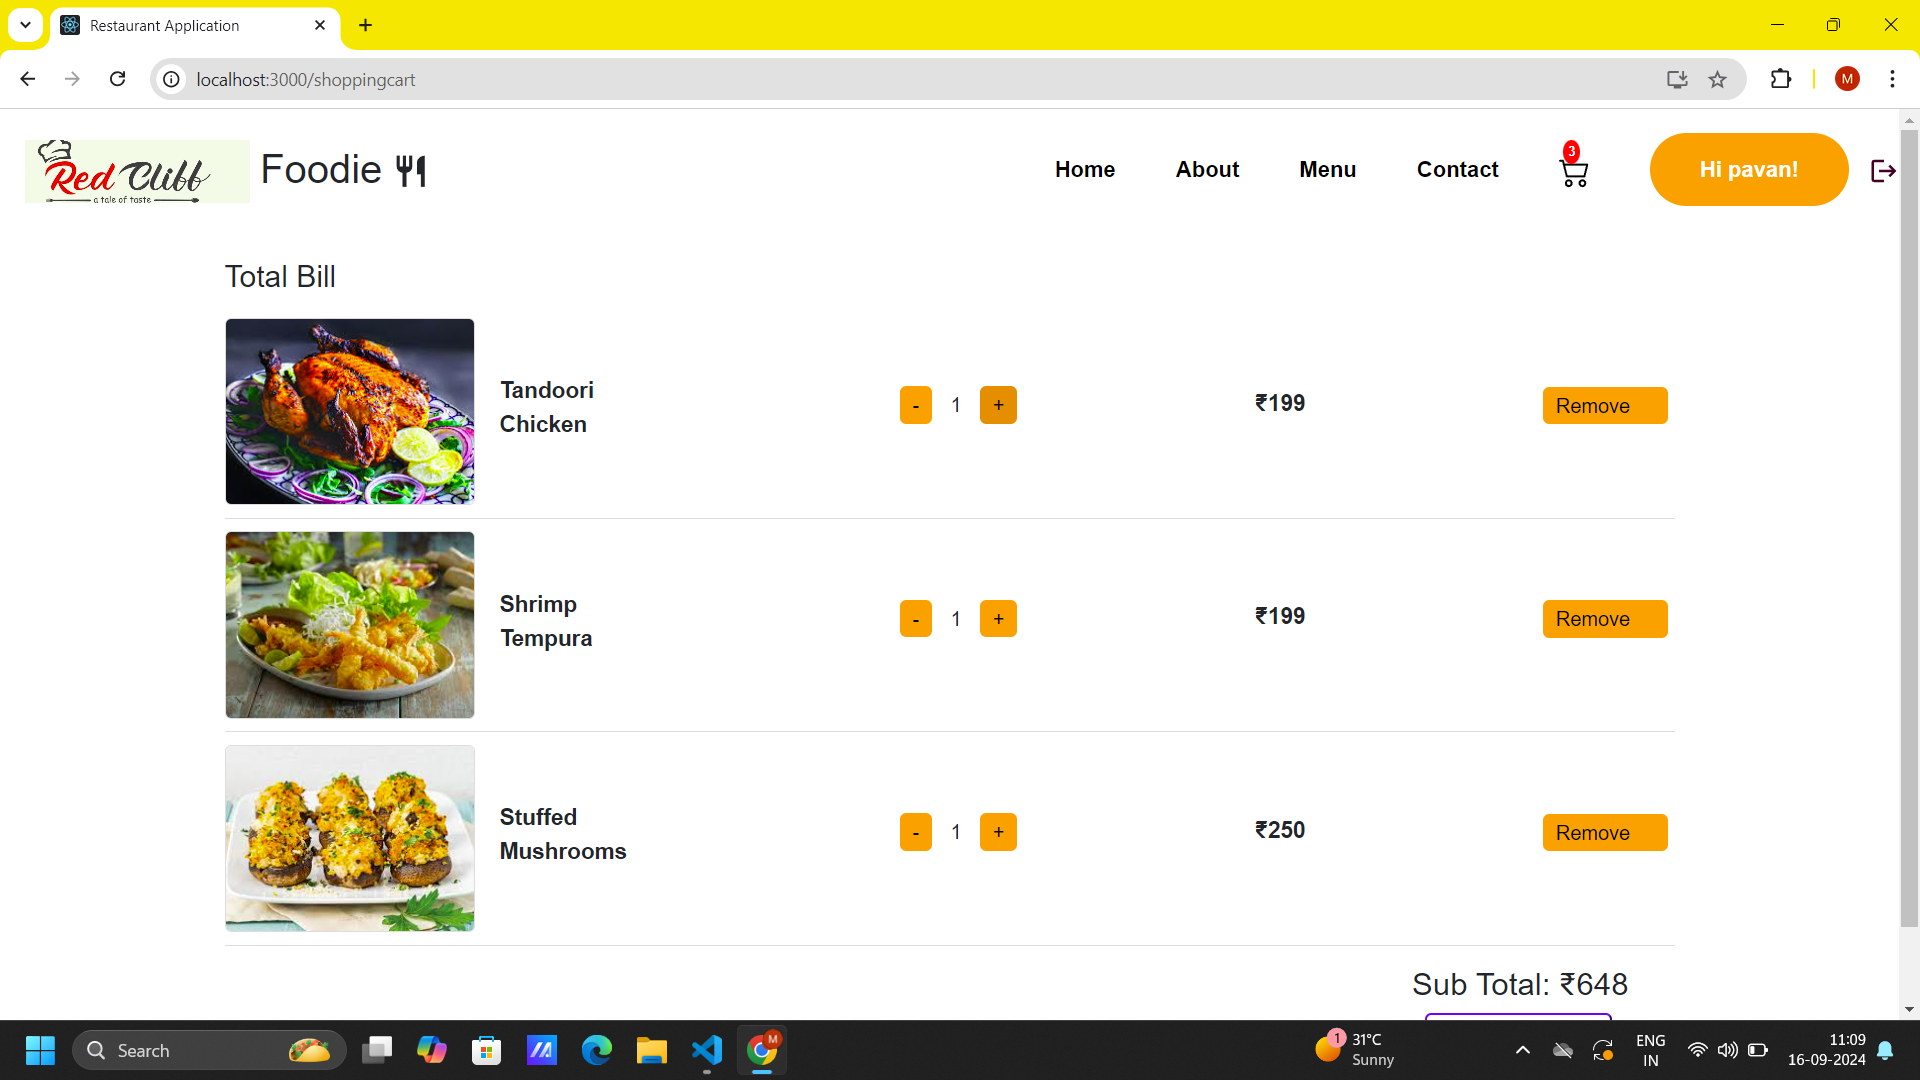 Restaurant Application
localhost:3000/shoppingcart
M
Red Cliff
a tale of taste
Foodie
Home
About
Menu
Contact
3
Hi pavan!
Total Bill
Tandoori
Chicken
- 1 +
₹199
Remove
Shrimp
Tempura
- 1 +
₹199
Remove
Stuffed
Mushrooms
- 1 +
₹250
Remove
Sub Total: ₹648
Search
M
1
31°C
Sunny
ENG
IN
11:09
16-09-2024